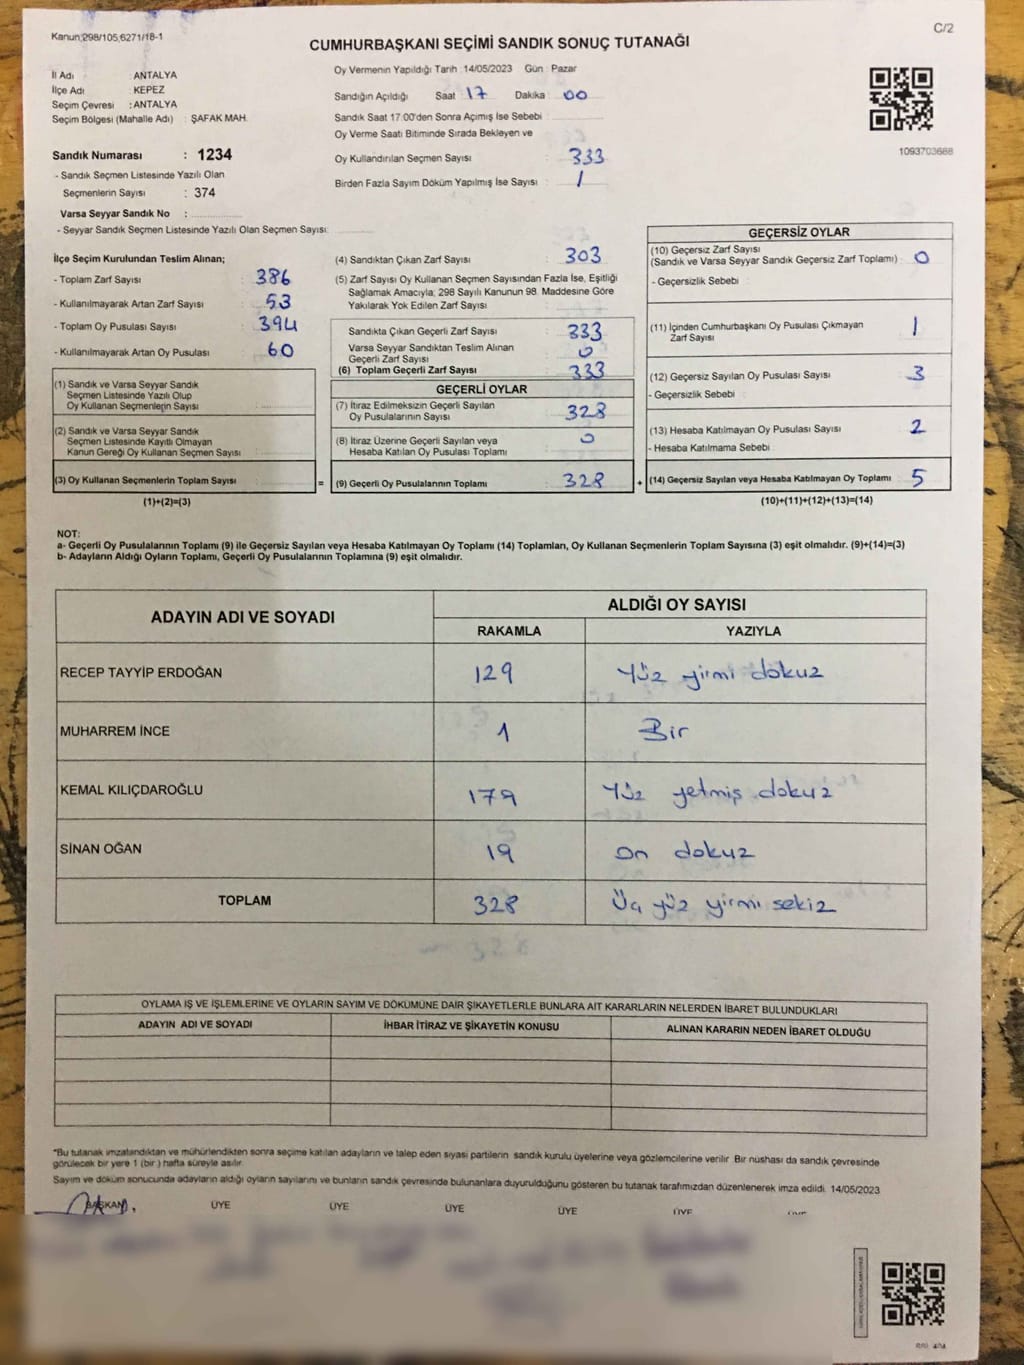 Kanun;298/105,6271/18-1
C/2
CUMHURBAŞKANI SEÇİMİ SANDIK SONUÇ TUTANAĞI
İl Adı : ANTALYA
İlçe Adı : KEPEZ
Seçim Çevresi : ANTALYA
Seçim Bölgesi (Mahalle Adı) : ŞAFAK MAH.
Oy Vermenin Yapıldığı Tarih : 14/05/2023 Gün : Pazar
Sandığın Açıldığı Saat 17 Dakika : 00
Sandık Saat 17:00'den Sonra Açımış İse Sebebi :
Oy Verme Saati Bitiminde Sırada Bekleyen ve
Oy Kullandırılan Seçmen Sayısı : 333
Birden Fazla Sayım Döküm Yapılmış İse Sayısı : 1
1093703688
Sandık Numarası : 1234
- Sandık Seçmen Listesinde Yazılı Olan
Seçmenlerin Sayısı : 374
Varsa Seyyar Sandık No :
- Seyyar Sandık Seçmen Listesinde Yazılı Olan Seçmen Sayısı:
İlçe Seçim Kurulundan Teslim Alınan;
- Toplam Zarf Sayısı : 386
- Kullanılmayarak Artan Zarf Sayısı : 53
- Toplam Oy Pusulası Sayısı : 394
- Kullanılmayarak Artan Oy Pusulası : 60
(1) Sandık ve Varsa Seyyar Sandık
Seçmen Listesinde Yazılı Olup
Oy Kullanan Seçmenlerin Sayısı :
(2) Sandık ve Varsa Seyyar Sandık
Seçmen Listesinde Kayıtlı Olmayan
Kanun Gereği Oy Kullanan Seçmen Sayısı :
(3) Oy Kullanan Seçmenlerin Toplam Sayısı :
(1)+(2)=(3)
(4) Sandıktan Çıkan Zarf Sayısı : 303
(5) Zarf Sayısı Oy Kullanan Seçmen Sayısından Fazla İse, Eşitliği
Sağlamak Amacıyla; 298 Sayılı Kanunun 98. Maddesine Göre
Yakılarak Yok Edilen Zarf Sayısı :
Sandıkta Çıkan Geçerli Zarf Sayısı : 333
Varsa Seyyar Sandıktan Teslim Alınan
Geçerli Zarf Sayısı : 0
(6) Toplam Geçerli Zarf Sayısı : 333
GEÇERLİ OYLAR
(7) İtiraz Edilmeksizin Geçerli Sayılan
Oy Pusulalarının Sayısı : 328
(8) İtiraz Üzerine Geçerli Sayılan veya
Hesaba Katılan Oy Pusulası Toplamı : 0
= (9) Geçerli Oy Pusulalarının Toplamı : 328
GEÇERSİZ OYLAR
(10) Geçersiz Zarf Sayısı
(Sandık ve Varsa Seyyar Sandık Geçersiz Zarf Toplamı) : 0
- Geçersizlik Sebebi :
(11) İçinden Cumhurbaşkanı Oy Pusulası Çıkmayan
Zarf Sayısı : 1
(12) Geçersiz Sayılan Oy Pusulası Sayısı : 3
- Geçersizlik Sebebi :
(13) Hesaba Katılmayan Oy Pusulası Sayısı : 2
- Hesaba Katılmama Sebebi :
+ (14) Geçersiz Sayılan veya Hesaba Katılmayan Oy Toplamı : 5
(10)+(11)+(12)+(13)=(14)
NOT:
a- Geçerli Oy Pusulalarının Toplamı (9) ile Geçersiz Sayılan veya Hesaba Katılmayan Oy Toplamı (14) Toplamları, Oy Kullanan Seçmenlerin Toplam Sayısına (3) eşit olmalıdır. (9)+(14)=(3)
b- Adayların Aldığı Oyların Toplamı, Geçerli Oy Pusulalarının Toplamına (9) eşit olmalıdır.
ADAYIN ADI VE SOYADI
ALDIĞI OY SAYISI
RAKAMLA YAZIYLA
RECEP TAYYİP ERDOĞAN 129 Yüz yirmi dokuz
MUHARREM İNCE 1 Bir
KEMAL KILIÇDAROĞLU 179 Yüz yetmiş dokuz
SİNAN OĞAN 19 On dokuz
TOPLAM 328 Üç yüz yirmi sekiz
OYLAMA İŞ VE İŞLEMLERİNE VE OYLARIN SAYIM VE DÖKÜMÜNE DAİR ŞİKAYETLERLE BUNLARA AİT KARARLARIN NELERDEN İBARET BULUNDUKLARI
ADAYIN ADI VE SOYADI İHBAR İTİRAZ VE ŞİKAYETİN KONUSU ALINAN KARARIN NEDEN İBARET OLDUĞU
*Bu tutanak imzalandıktan ve mühürlendikten sonra seçime katılan adayların ve talep eden siyasi partilerin sandık kurulu üyelerine veya gözlemcilerine verilir. Bir nüshası da sandık çevresinde
görülecek bir yere 1 (bir ) hafta süreyle asılır.
Sayım ve döküm sonucunda adayların aldığı oyların sayılarını ve bunların sandık çevresinde bulunanlara duyurulduğunu gösteren bu tutanak tarafımızdan düzenlenerek imza edildi. 14/05/2023
BAŞKAN ÜYE ÜYE ÜYE ÜYE ÜYE